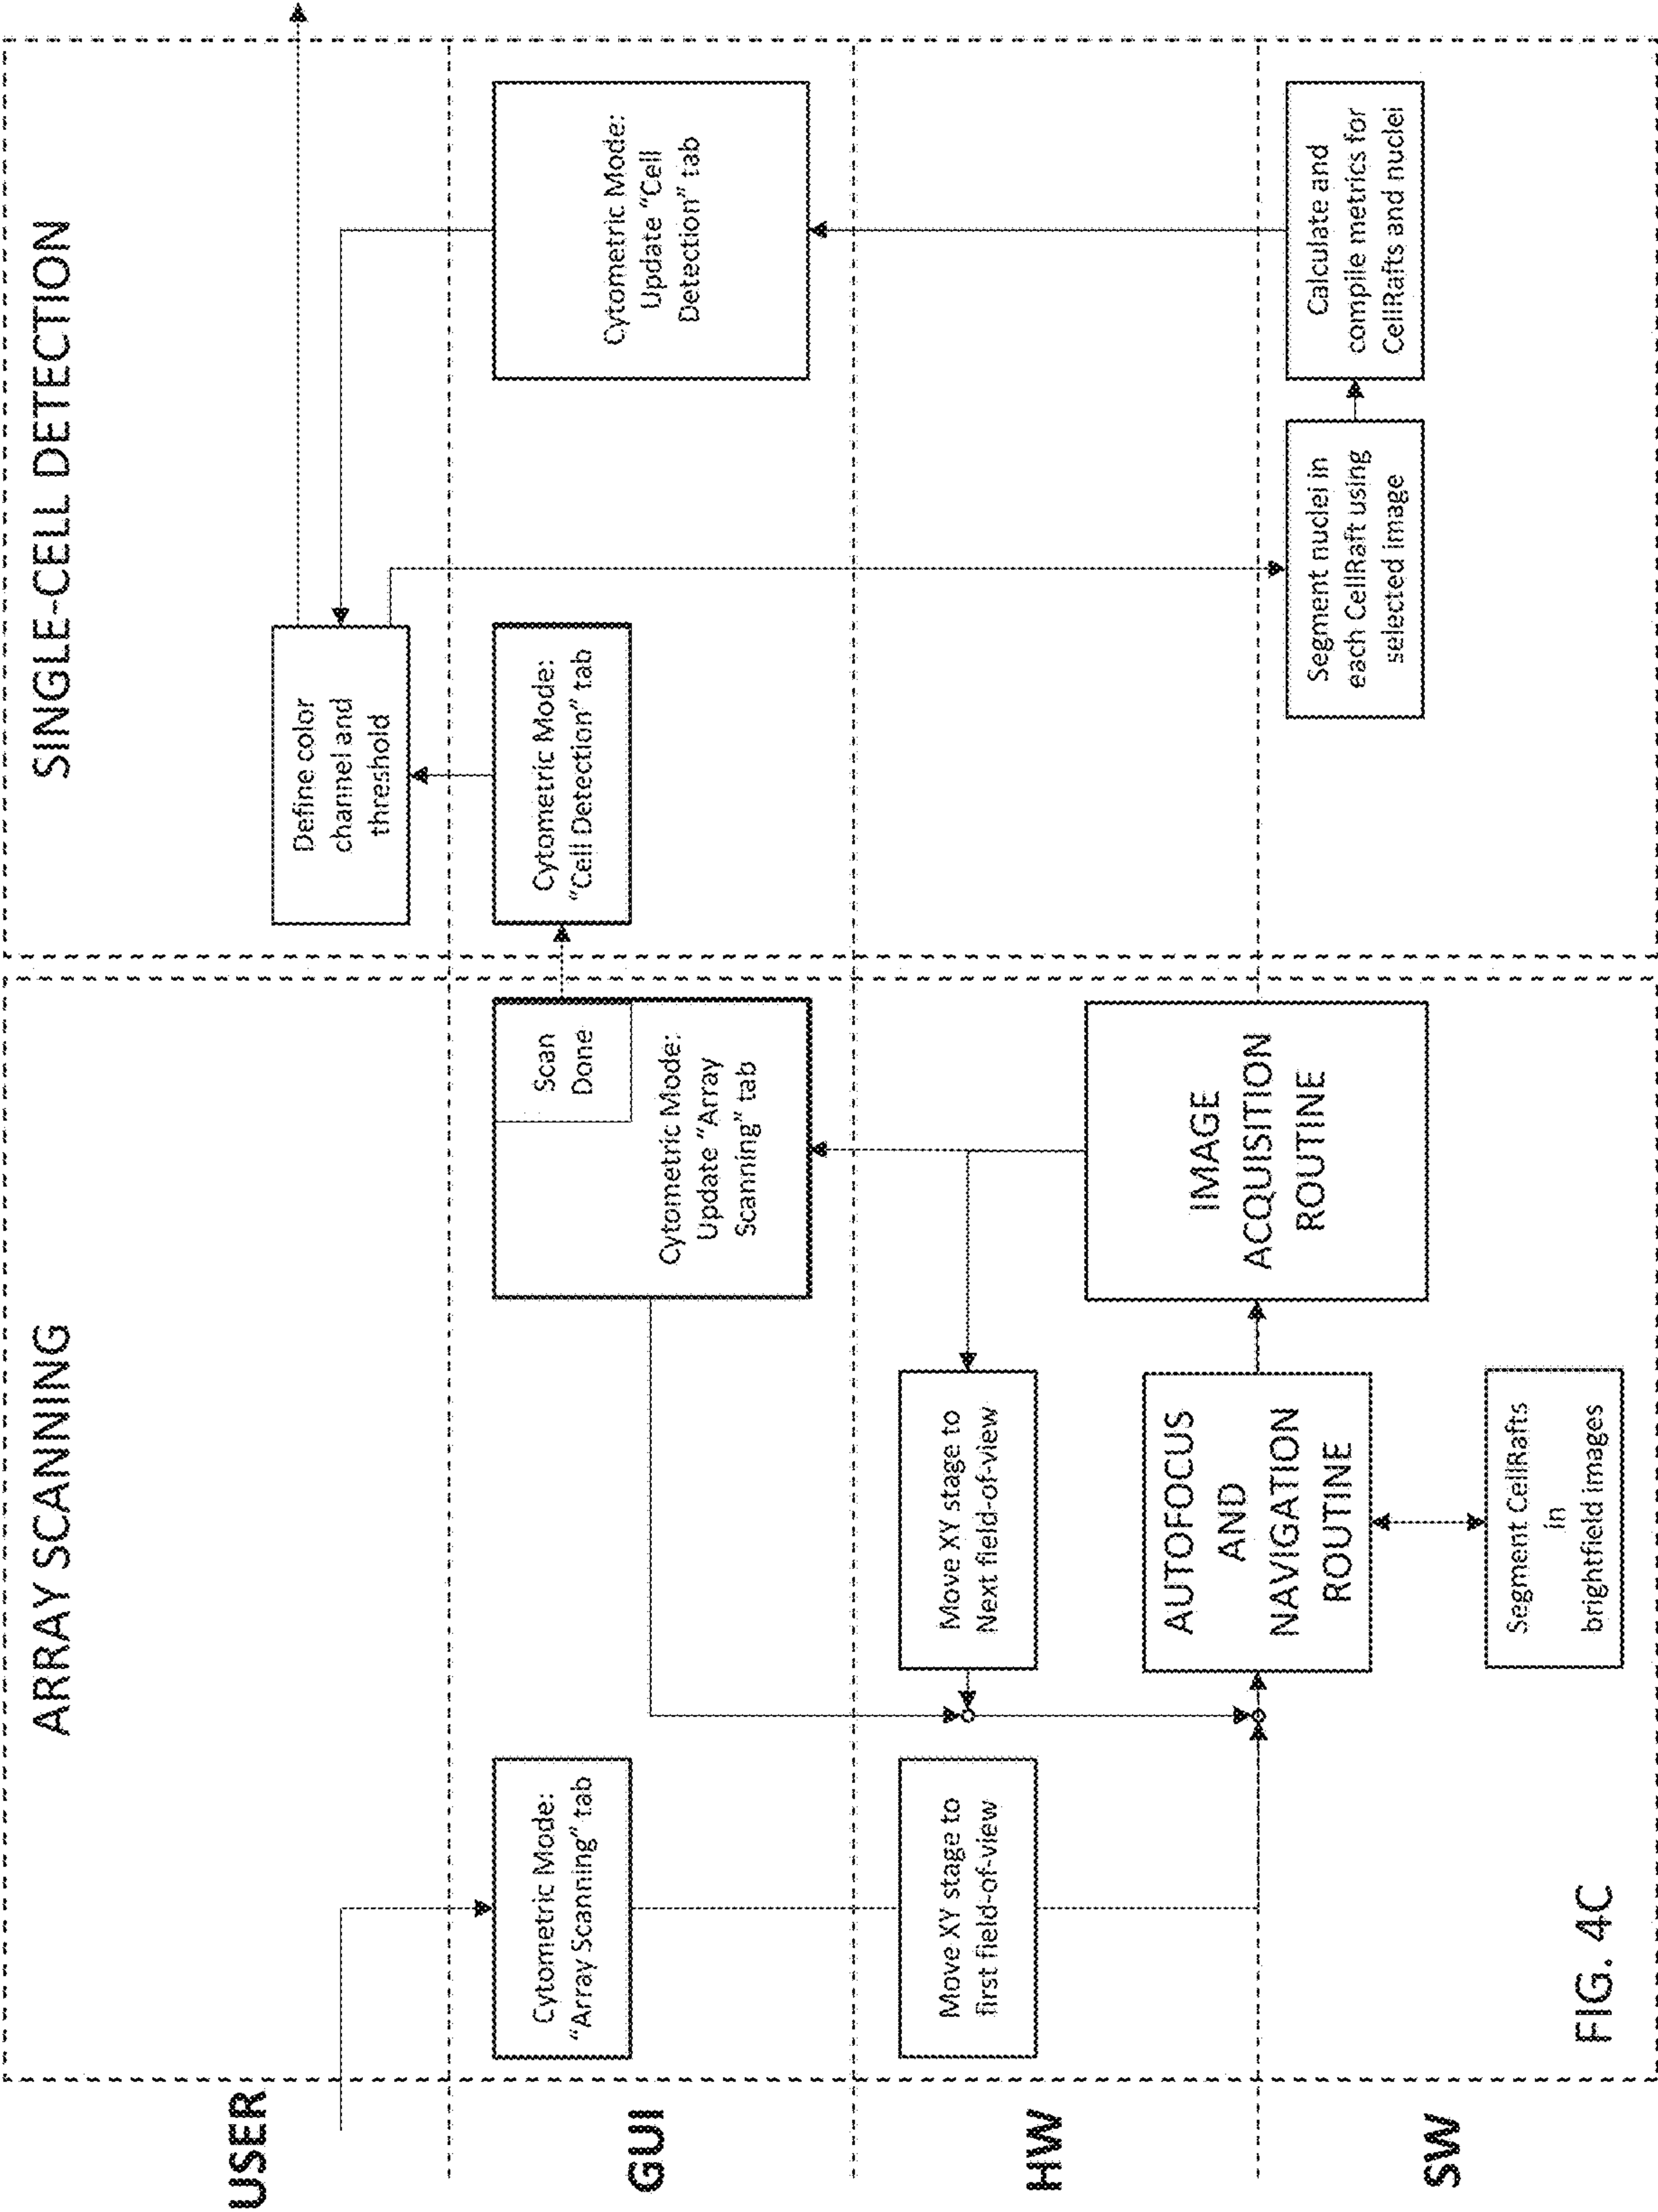 ARRAY SCANNING
SINGLE-CELL DETECTION
USER
Define color
channel and
threshold
GUI
Cytometric Mode:
“Array Scanning” tab
Scan
Done
Cytometric Mode:
Update “Array
Scanning” tab
Cytometric Mode:
“Cell Detection” tab
Cytometric Mode:
Update “Cell
Detection” tab
HW
Move XY stage to
first field-of-view
Move XY stage to
Next field-of-view
AUTOFOCUS
AND
NAVIGATION
ROUTINE
IMAGE
ACQUISITION
ROUTINE
SW
Segment CellRafts
in
brightfield images
Segment nuclei in
each CellRaft using
selected image
Calculate and
compile metrics for
CellRafts and nuclei
FIG. 4C